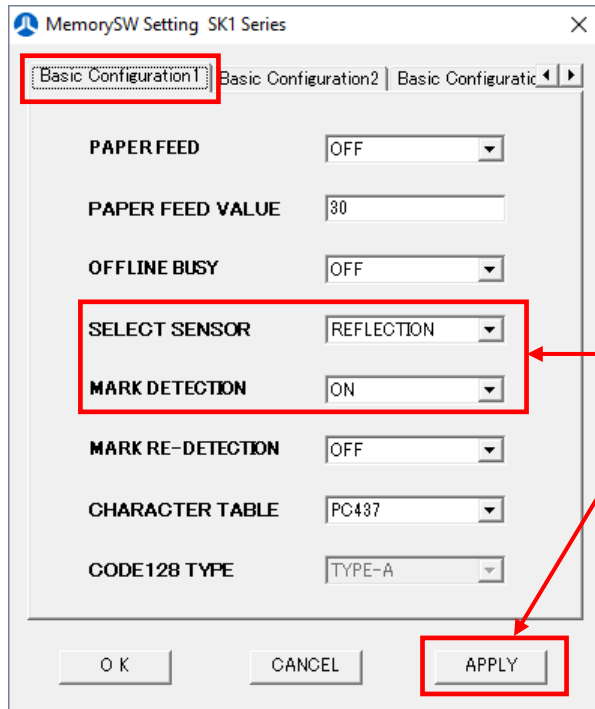 MemorySW Setting SK1 Series
Basic Configuration1 Basic Configuration2 Basic Configuratic
PAPER FEED OFF
PAPER FEED VALUE 30
OFFLINE BUSY OFF
SELECT SENSOR REFLECTION
MARK DETECTION ON
MARK RE-DETECTION OFF
CHARACTER TABLE PC437
CODE128 TYPE TYPE-A
OK CANCEL APPLY